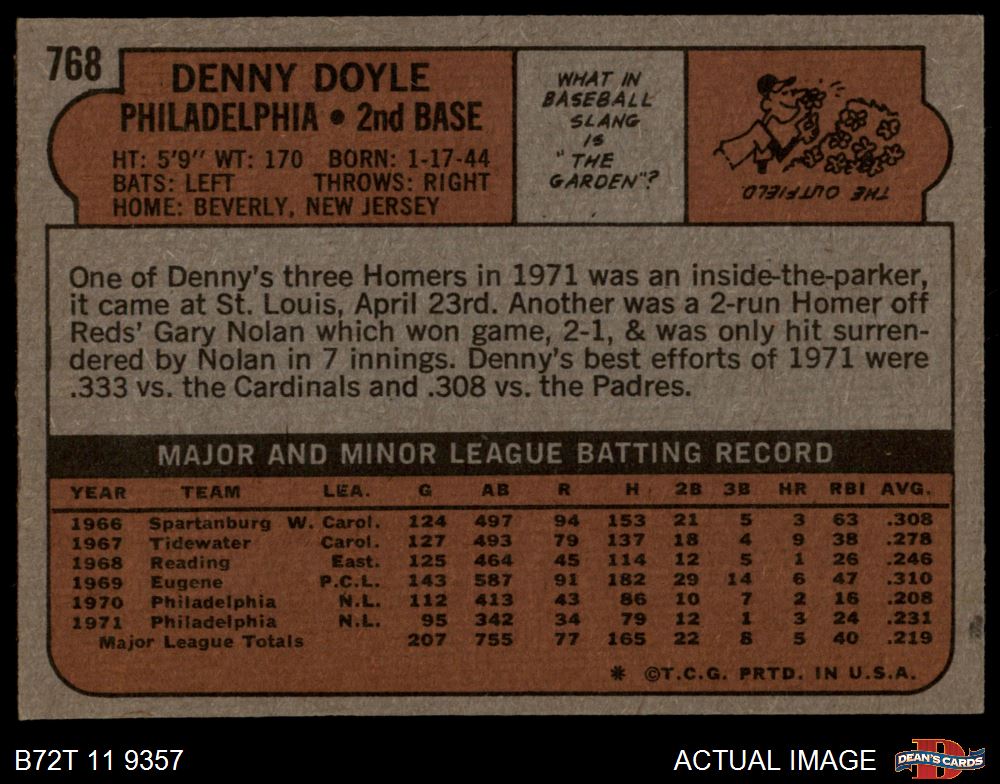 768
DENNY DOYLE
PHILADELPHIA • 2nd BASE
HT: 5'9" WT: 170 BORN: 1-17-44
BATS: LEFT THROWS: RIGHT
HOME: BEVERLY, NEW JERSEY
WHAT IN
BASEBALL
SLANG
IS
"THE
GARDEN"?
THE OUTFIELD.
One of Denny's three Homers in 1971 was an inside-the-parker,
it came at St. Louis, April 23rd. Another was a 2-run Homer off
Reds' Gary Nolan which won game, 2-1, & was only hit surren-
dered by Nolan in 7 innings. Denny's best efforts of 1971 were
.333 vs. the Cardinals and .308 vs. the Padres.
MAJOR AND MINOR LEAGUE BATTING RECORD
YEAR TEAM LEA. G AB R H 2B 3B HR RBI AVG.
1966 Spartanburg W. Carol. 124 497 94 153 21 5 3 63 .308
1967 Tidewater Carol. 127 493 79 137 18 4 9 38 .278
1968 Reading East. 125 464 45 114 12 5 1 26 .246
1969 Eugene P.C.L. 143 587 91 182 29 14 6 47 .310
1970 Philadelphia N.L. 112 413 43 86 10 7 2 16 .208
1971 Philadelphia N.L. 95 342 34 79 12 1 3 24 .231
Major League Totals 207 755 77 165 22 8 5 40 .219
* ©T.C.G. PRTD. IN U.S.A.
B72T 11 9357
ACTUAL IMAGE
DEAN'S CARDS